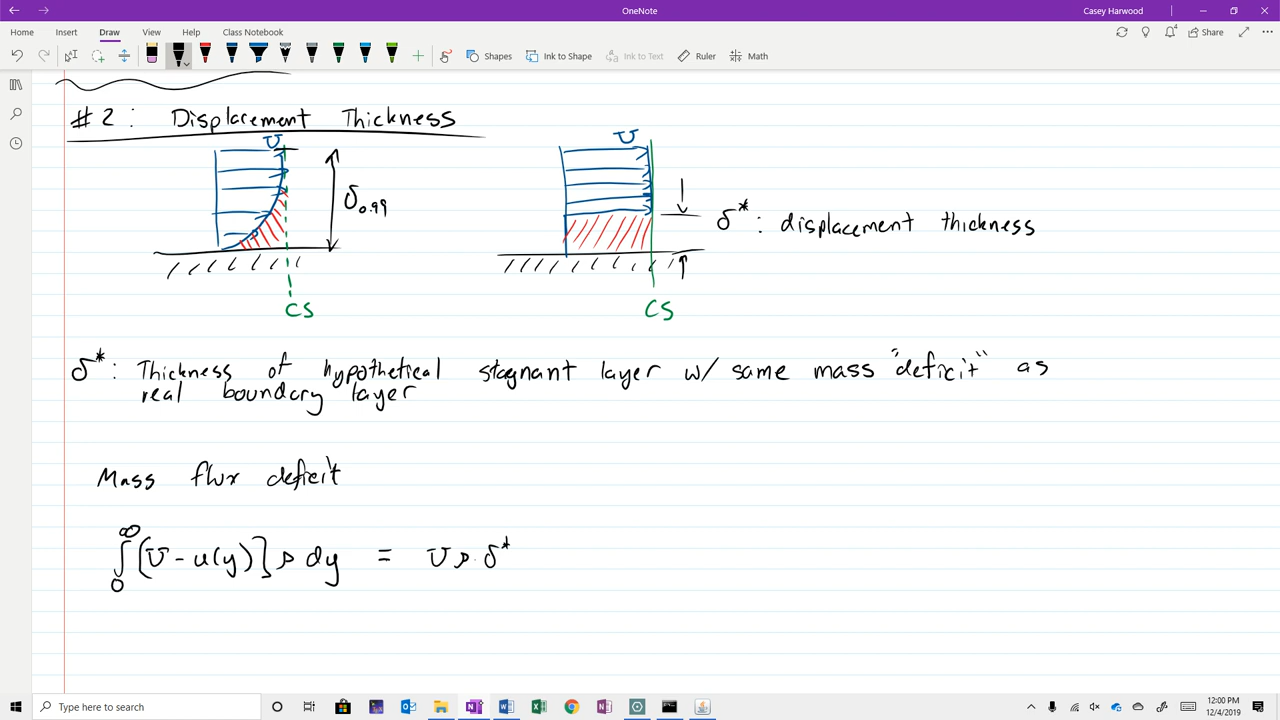 OneNote
Casey Harwood
Home Insert Draw View Help Class Notebook
Share
Shapes Ink to Shape Ink to Text Ruler Math
#2: Displacement Thickness
U
U
δ0.99
δ*: displacement thickness
CS
CS
δ*: Thickness of hypothetical stagnant layer w/ same mass "deficit" as
real boundary layer
Mass flux deficit
∫₀^∞ [U - u(y)] ρ dy = U ρ δ*
Type here to search
12:00 PM
12/4/2019